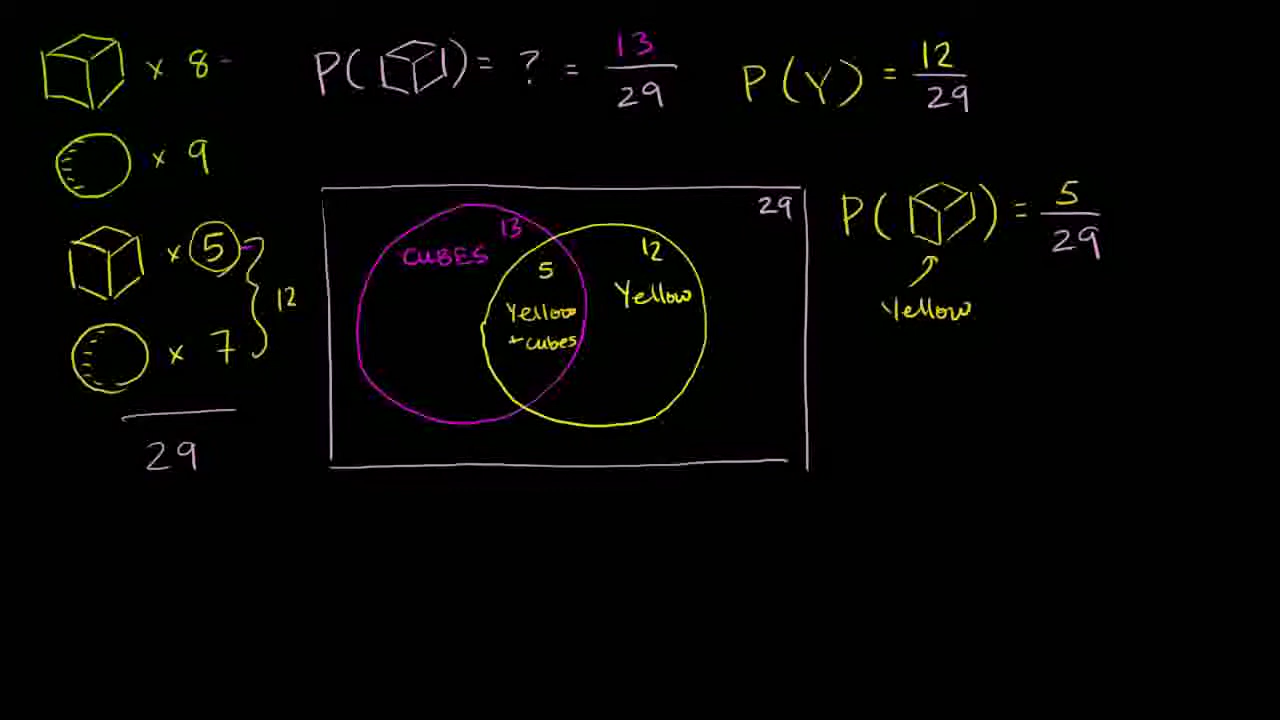 × 8
P( ) = ? = 13/29
P(Y) = 12/29
× 9
29
P( ) = 5/29
× 5
13
CUBES
12
5
Yellow
Yellow
+ cubes
12
Yellow
× 7
29